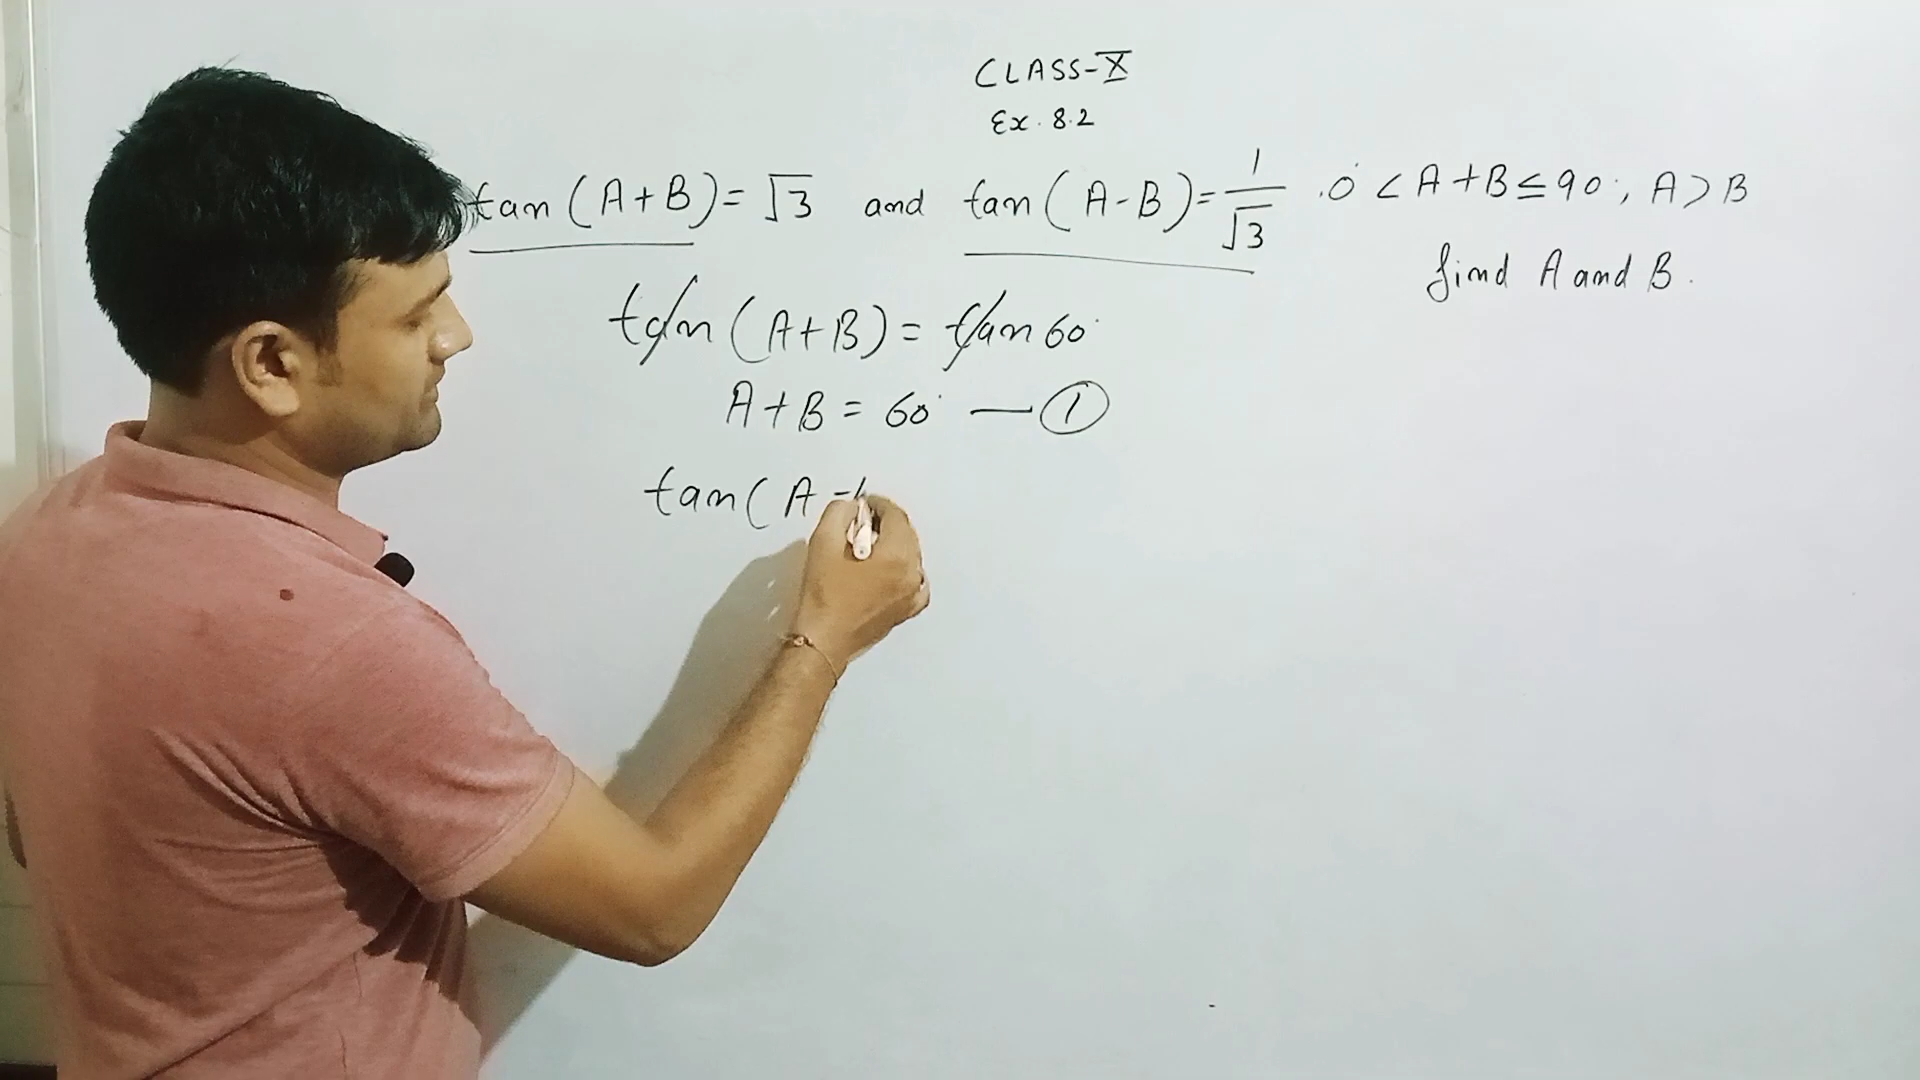 CLASS-X
Ex. 8.2
tan (A+B) = √3 and tan (A-B) = 1/√3 . 0° < A+B ≤ 90°, A > B
find A and B.
tan (A+B) = tan 60°
A+B = 60° — ①
tan (A -